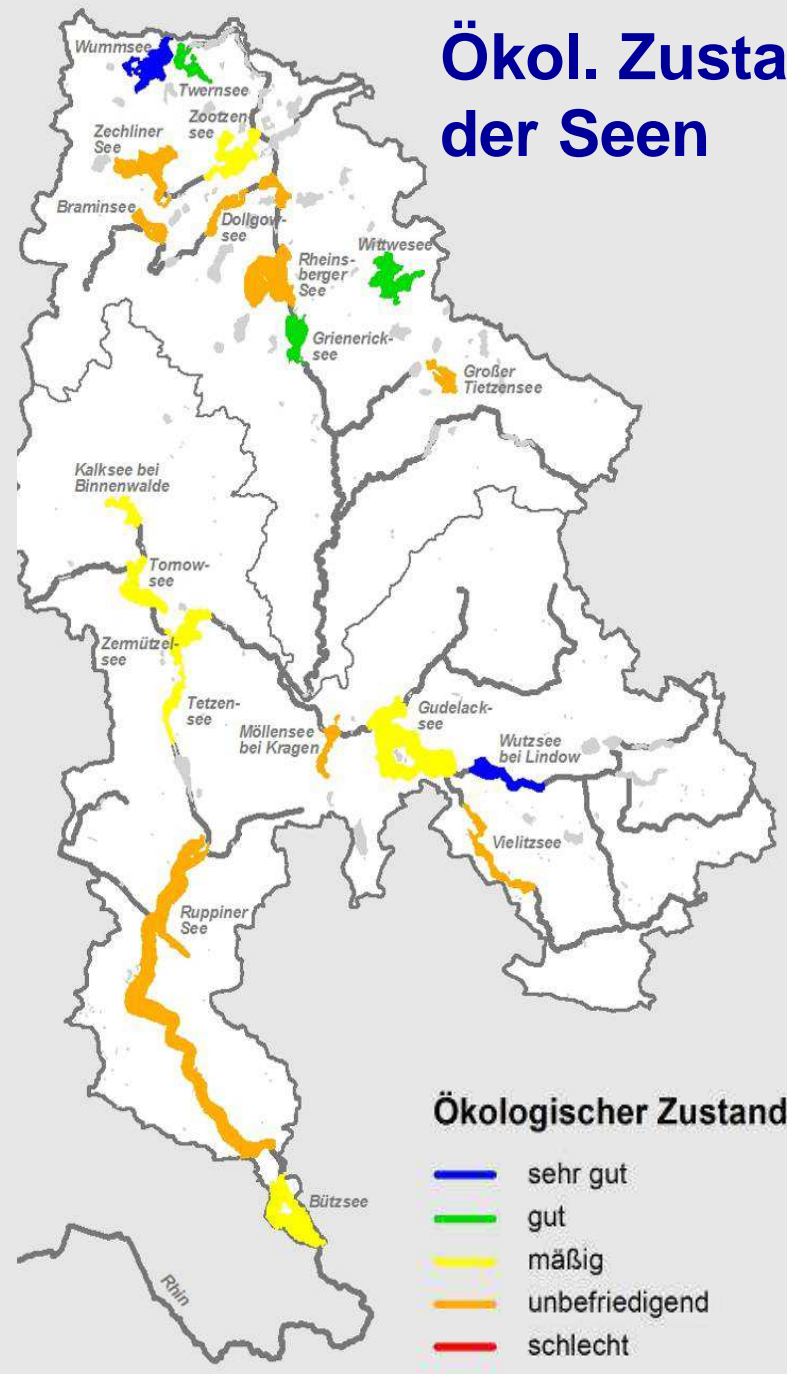 Ökol. Zusta
der Seen
Wummsee
Twernsee
Zechliner
See
Zootzen-
see
Braminsee
Dollgow-
see
Wittwesee
Rheins-
berger
See
Grienerick-
see
Großer
Tietzensee
Kalksee bei
Binnenwalde
Tornow-
see
Zermützel-
see
Tetzen-
see
Möllensee
bei Kragen
Gudelack-
see
Wutzsee
bei Lindow
Vielitzsee
Ruppiner
See
Bützsee
Rhin
Ökologischer Zustand
sehr gut
gut
mäßig
unbefriedigend
schlecht